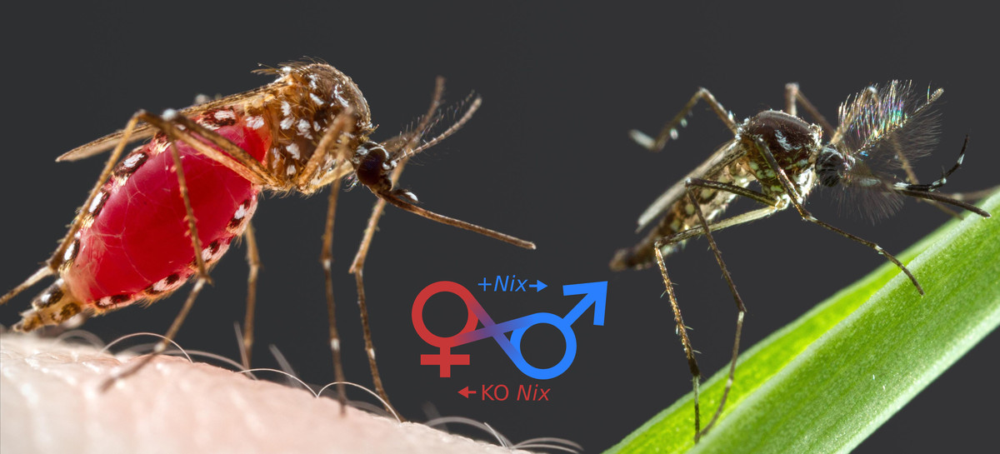 +Nix→
←KO Nix